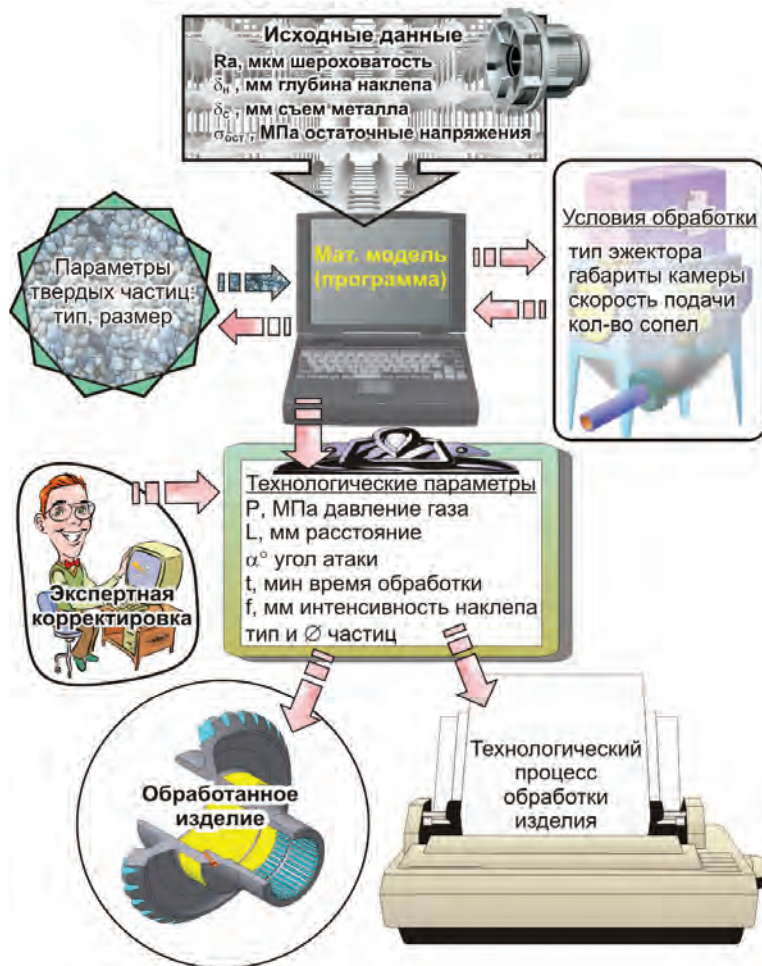 Исходные данные
Ra, мкм шероховатость
δн, мм глубина наклепа
δс, мм съем металла
σост, МПа остаточные напряжения
Параметры
твердых частиц:
тип, размер
Мат. модель
(программа)
Условия обработки
тип эжектора
габариты камеры
скорость подачи
кол-во сопел
Технологические параметры
P, МПа давление газа
L, мм расстояние
α° угол атаки
t, мин время обработки
f, мм интенсивность наклепа
тип и ∅ частиц
Экспертная
корректировка
Обработанное
изделие
Технологический
процесс
обработки
изделия